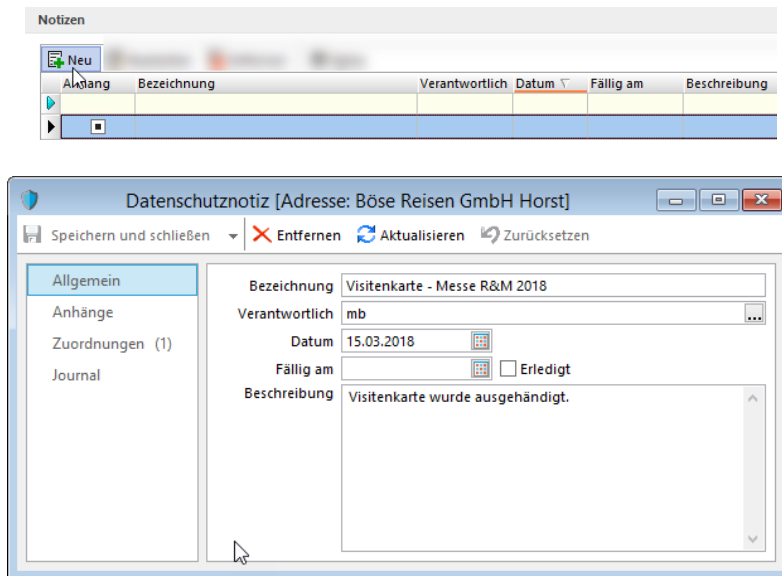 Notizen
Neu
Anhang Bezeichnung Verantwortlich Datum Fällig am Beschreibung
Datenschutznotiz [Adresse: Böse Reisen GmbH Horst]
Speichern und schließen Entfernen Aktualisieren Zurücksetzen
Allgemein
Anhänge
Zuordnungen (1)
Journal
Bezeichnung Visitenkarte - Messe R&M 2018
Verantwortlich mb ...
Datum 15.03.2018
Fällig am Erledigt
Beschreibung Visitenkarte wurde ausgehändigt.